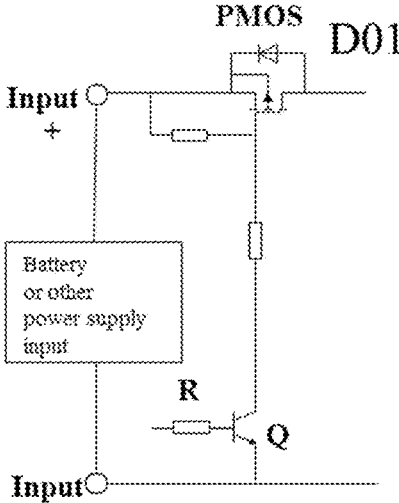 PMOS
D01
Input
+
Battery
or other
power supply
input
R
Q
Input